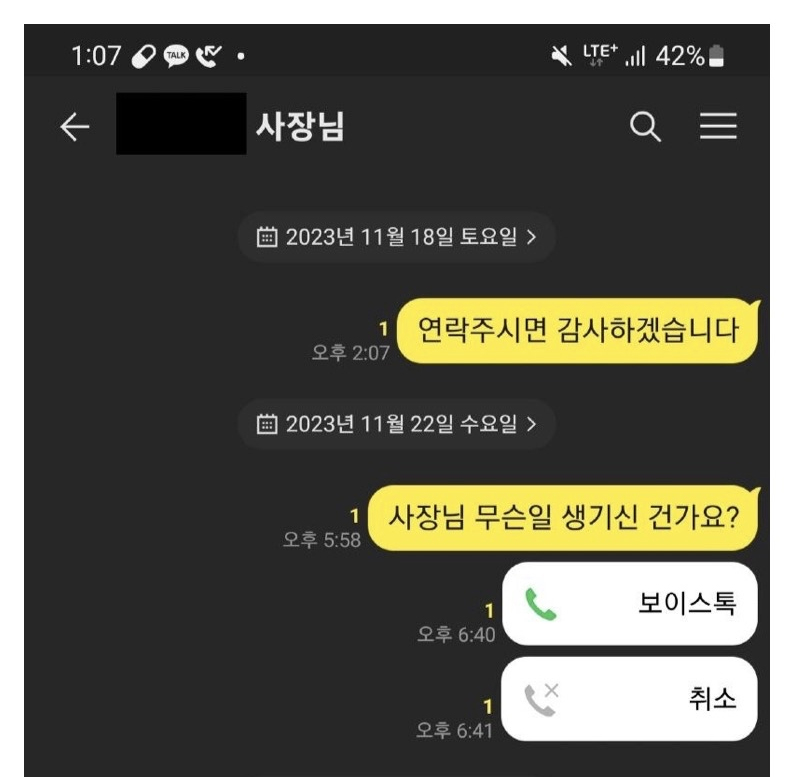 1:07 TALK LTE+ 42%
사장님
2023년 11월 18일 토요일 >
연락주시면 감사하겠습니다
1
오후 2:07
2023년 11월 22일 수요일 >
사장님 무슨일 생기신 건가요?
1
오후 5:58
보이스톡
1
오후 6:40
취소
1
오후 6:41